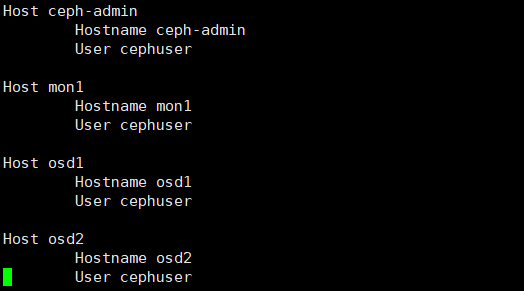 Host ceph-admin
Hostname ceph-admin
User cephuser
Host mon1
Hostname mon1
User cephuser
Host osd1
Hostname osd1
User cephuser
Host osd2
Hostname osd2
User cephuser